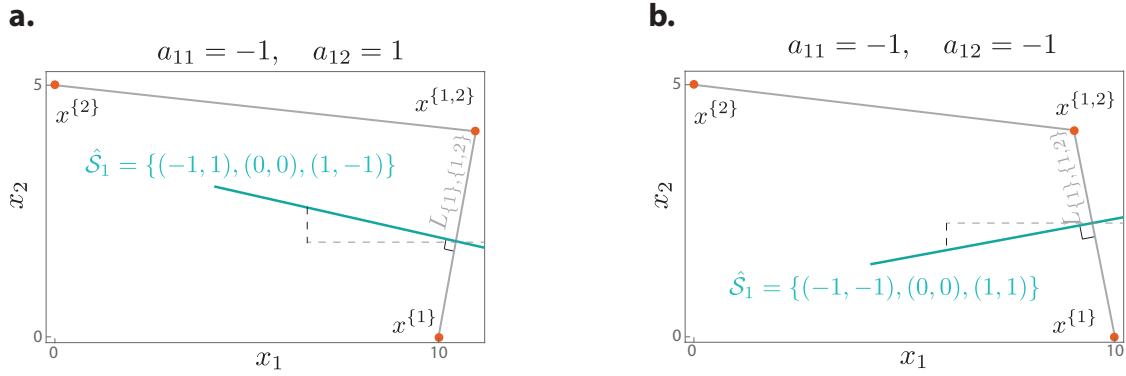 a.
a₁₁ = −1, a₁₂ = 1
5
x^{2}
x^{1,2}
Ŝ₁ = {(−1, 1), (0, 0), (1, −1)}
L_{1},{1,2}
x₂
x^{1}
0
0
10
x₁
b.
a₁₁ = −1, a₁₂ = −1
5
x^{2}
x^{1,2}
L_{1},{1,2}
x₂
Ŝ₁ = {(−1, −1), (0, 0), (1, 1)}
x^{1}
0
0
10
x₁